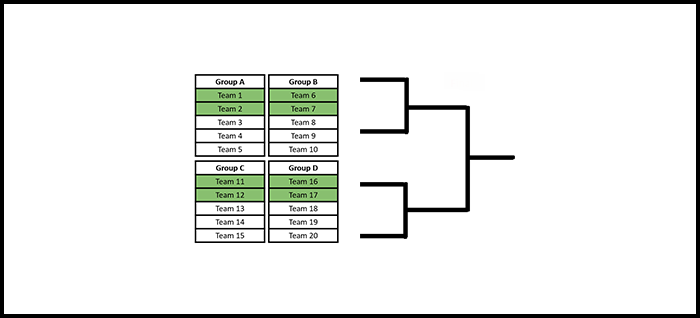 Group A
Team 1
Team 2
Team 3
Team 4
Team 5
Group B
Team 6
Team 7
Team 8
Team 9
Team 10
Group C
Team 11
Team 12
Team 13
Team 14
Team 15
Group D
Team 16
Team 17
Team 18
Team 19
Team 20